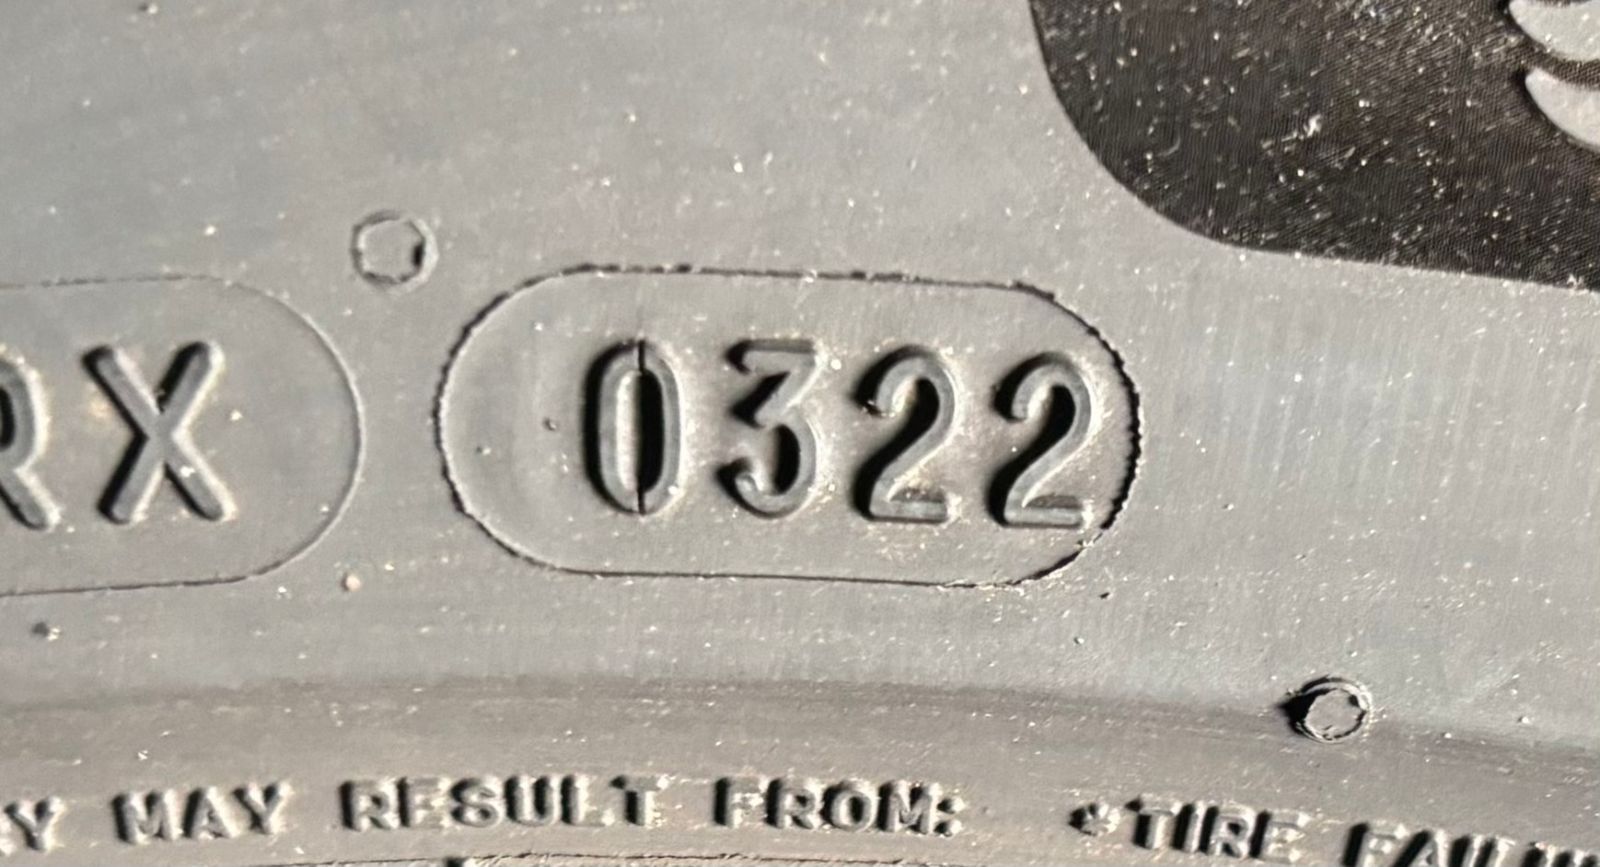 RX 0322
MAY RESULT FROM: •TIRE